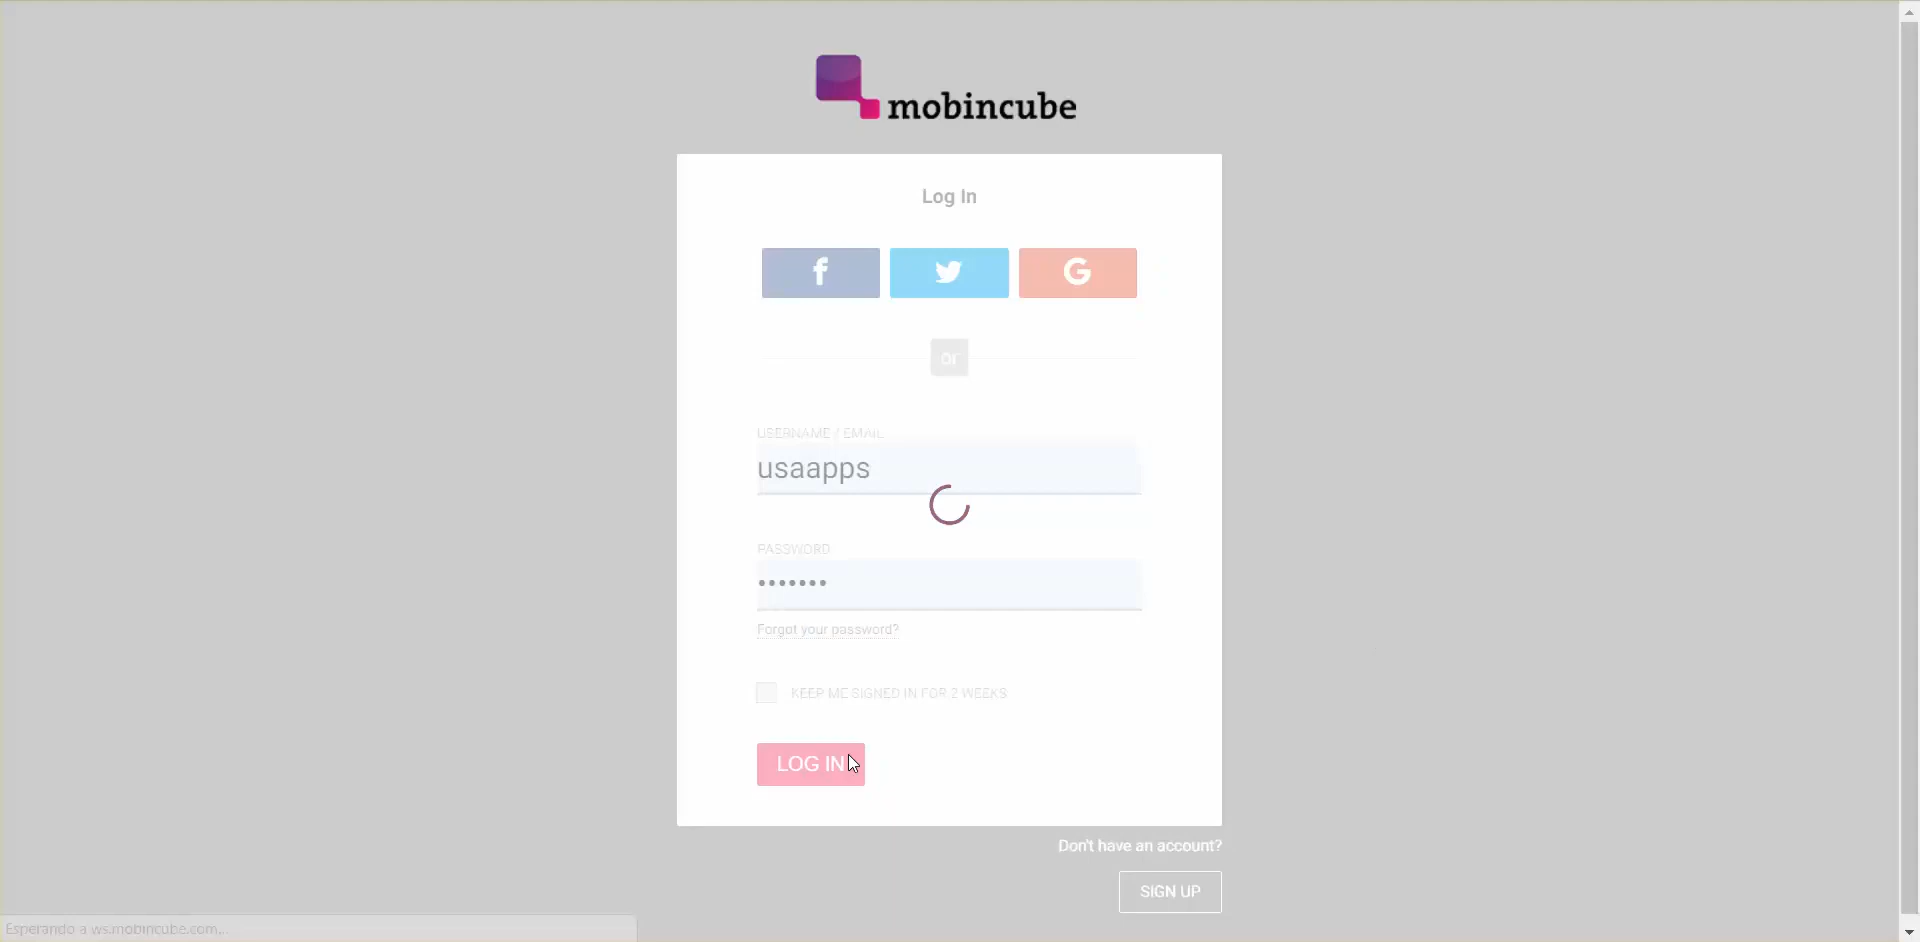 mobincube
Log In
or
USERNAME / EMAIL
usaapps
PASSWORD
•••••••
Forgot your password?
KEEP ME SIGNED IN FOR 2 WEEKS
LOG IN
Don't have an account?
SIGN UP
Esperando a ws.mobincube.com...